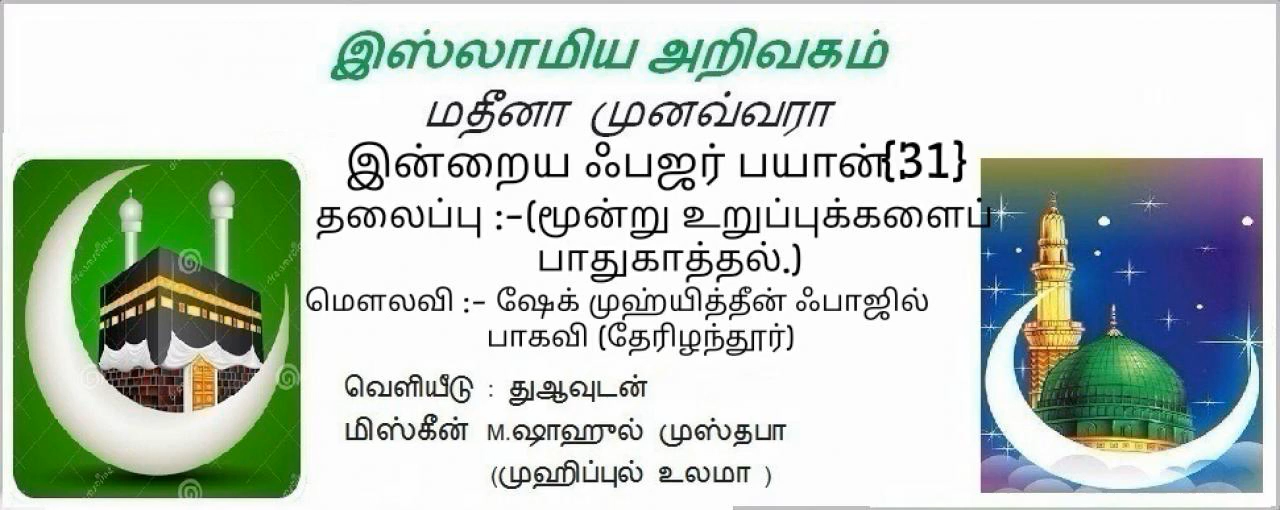 இஸ்லாமிய அறிவகம்
மதீனா முனவ்வரா
இன்றைய ஃபஜர் பயான்{31}
தலைப்பு :-(மூன்று உறுப்புக்களைப்
பாதுகாத்தல்.)
மௌலவி :- ஷேக் முஹ்யித்தீன் ஃபாஜில்
பாகவி (தேரிழந்தூர்)
வெளியீடு : துஆவுடன்
மிஸ்கீன் M.ஷாஹுல் முஸ்தபா
(முஹிப்புல் உலமா )